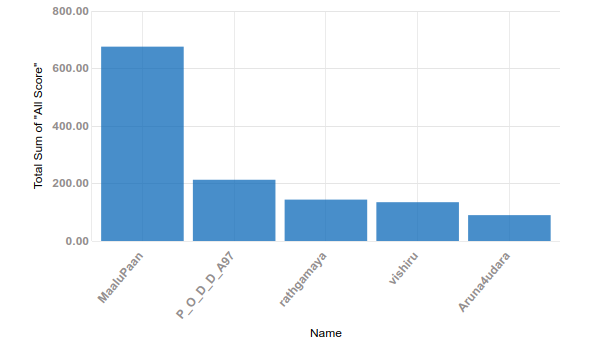 800.00
600.00
400.00
200.00
0.00
Total Sum of "All Score"
MaaluPaan
P_O_D_D_A97
rathgamaya
vishiru
Aruna4udara
Name